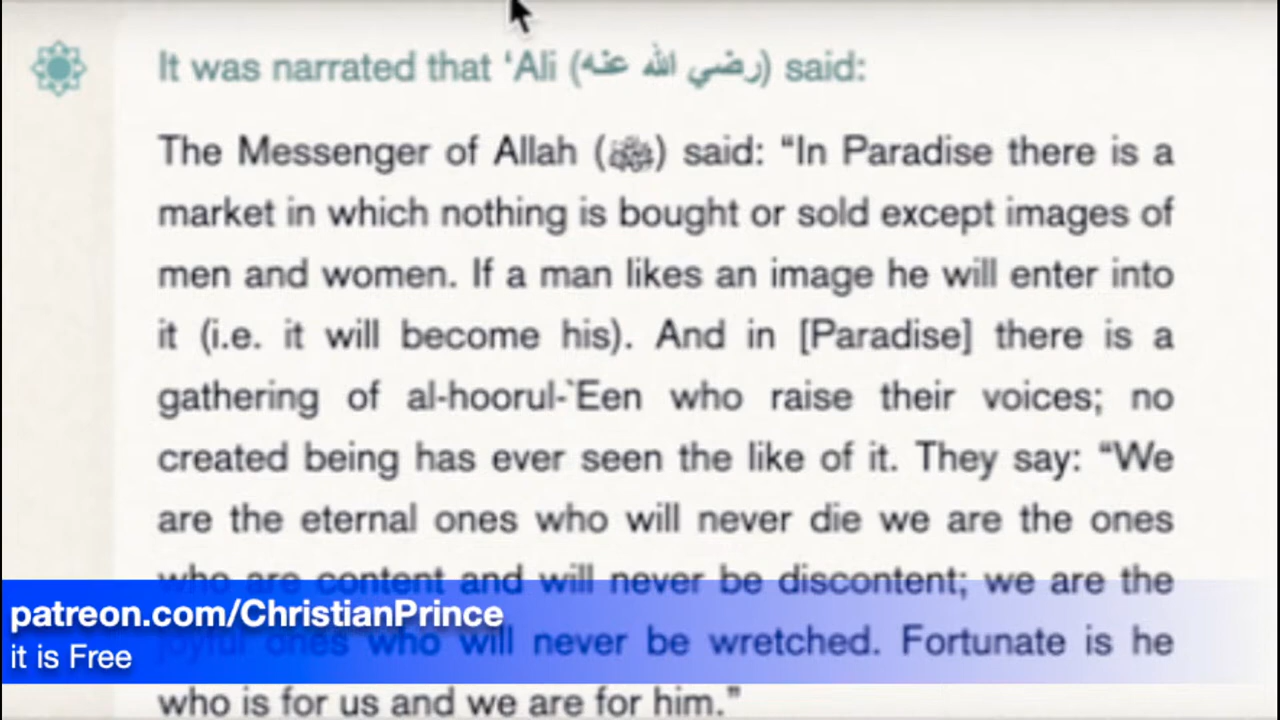 It was narrated that ‘Ali (رضي الله عنه) said:
The Messenger of Allah (ﷺ) said: “In Paradise there is a
market in which nothing is bought or sold except images of
men and women. If a man likes an image he will enter into
it (i.e. it will become his). And in [Paradise] there is a
gathering of al-hoorul-`Een who raise their voices; no
created being has ever seen the like of it. They say: “We
are the eternal ones who will never die we are the ones
who are content and will never be discontent; we are the
joyful ones who will never be wretched. Fortunate is he
who is for us and we are for him.”
patreon.com/ChristianPrince
it is Free